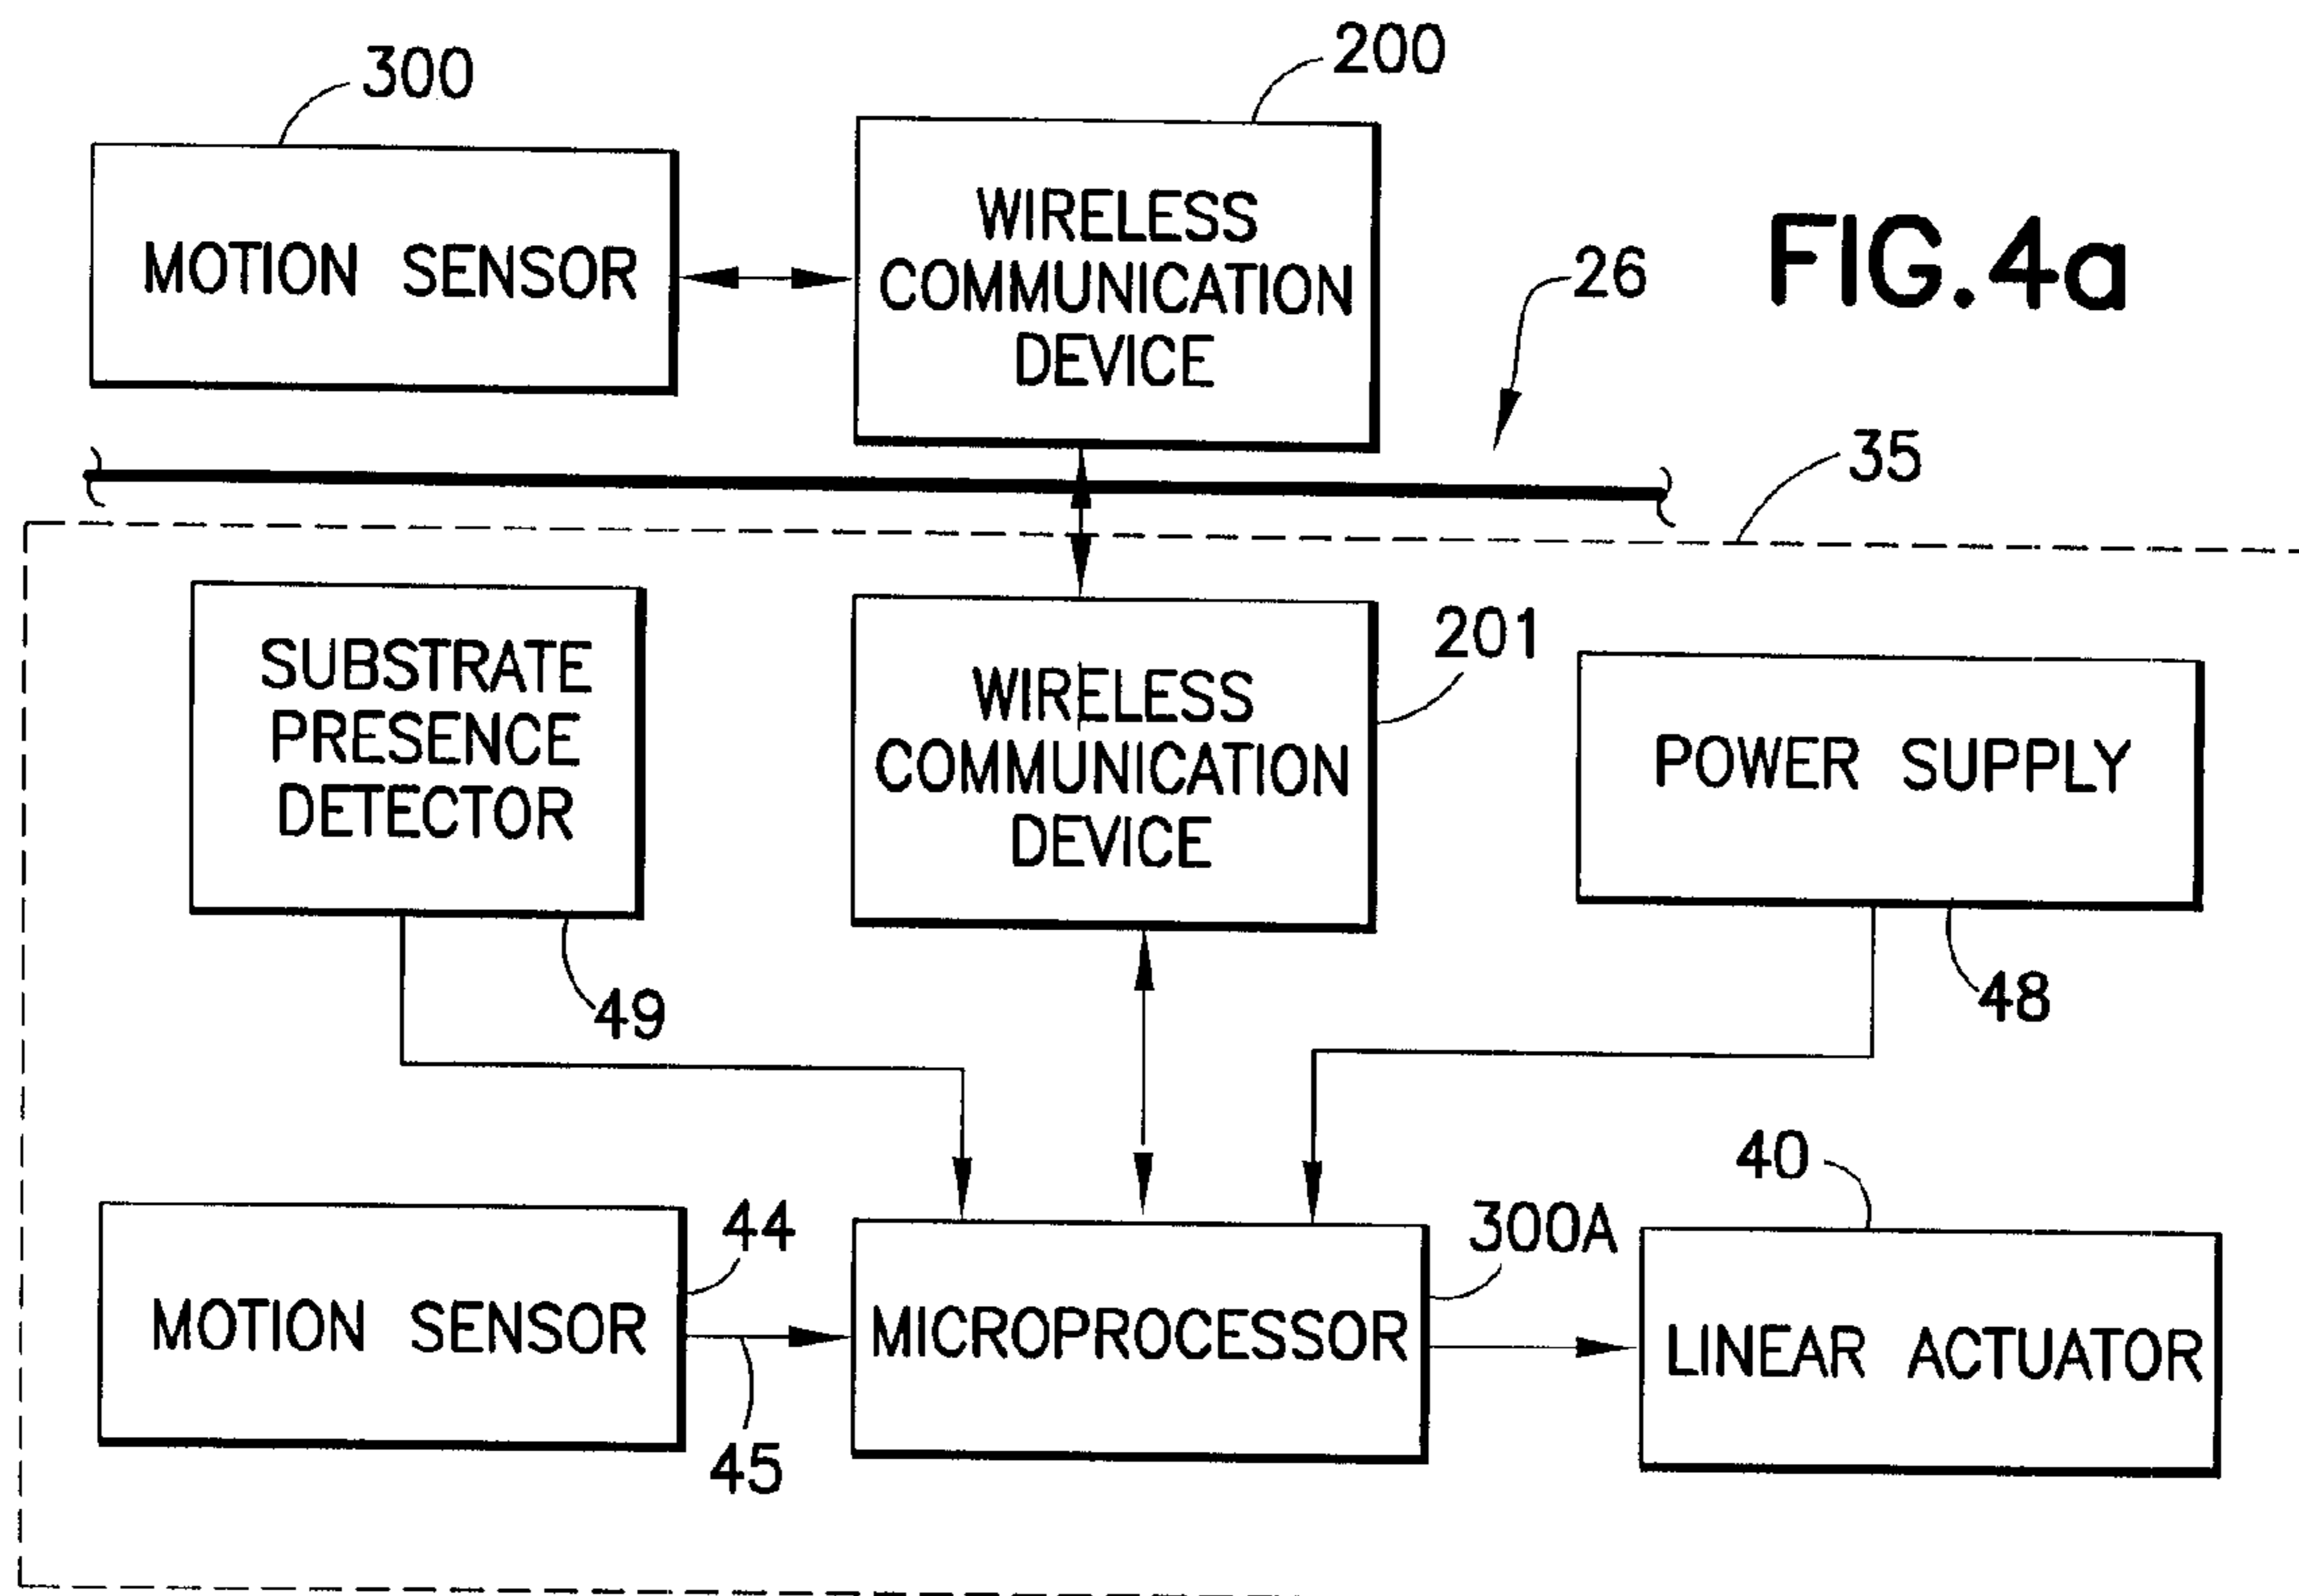 300
200
MOTION SENSOR
WIRELESS
COMMUNICATION
DEVICE
26
FIG.4a
35
SUBSTRATE
PRESENCE
DETECTOR
49
WIRELESS
COMMUNICATION
DEVICE
201
POWER SUPPLY
48
MOTION SENSOR
44
45
MICROPROCESSOR
300A
40
LINEAR ACTUATOR